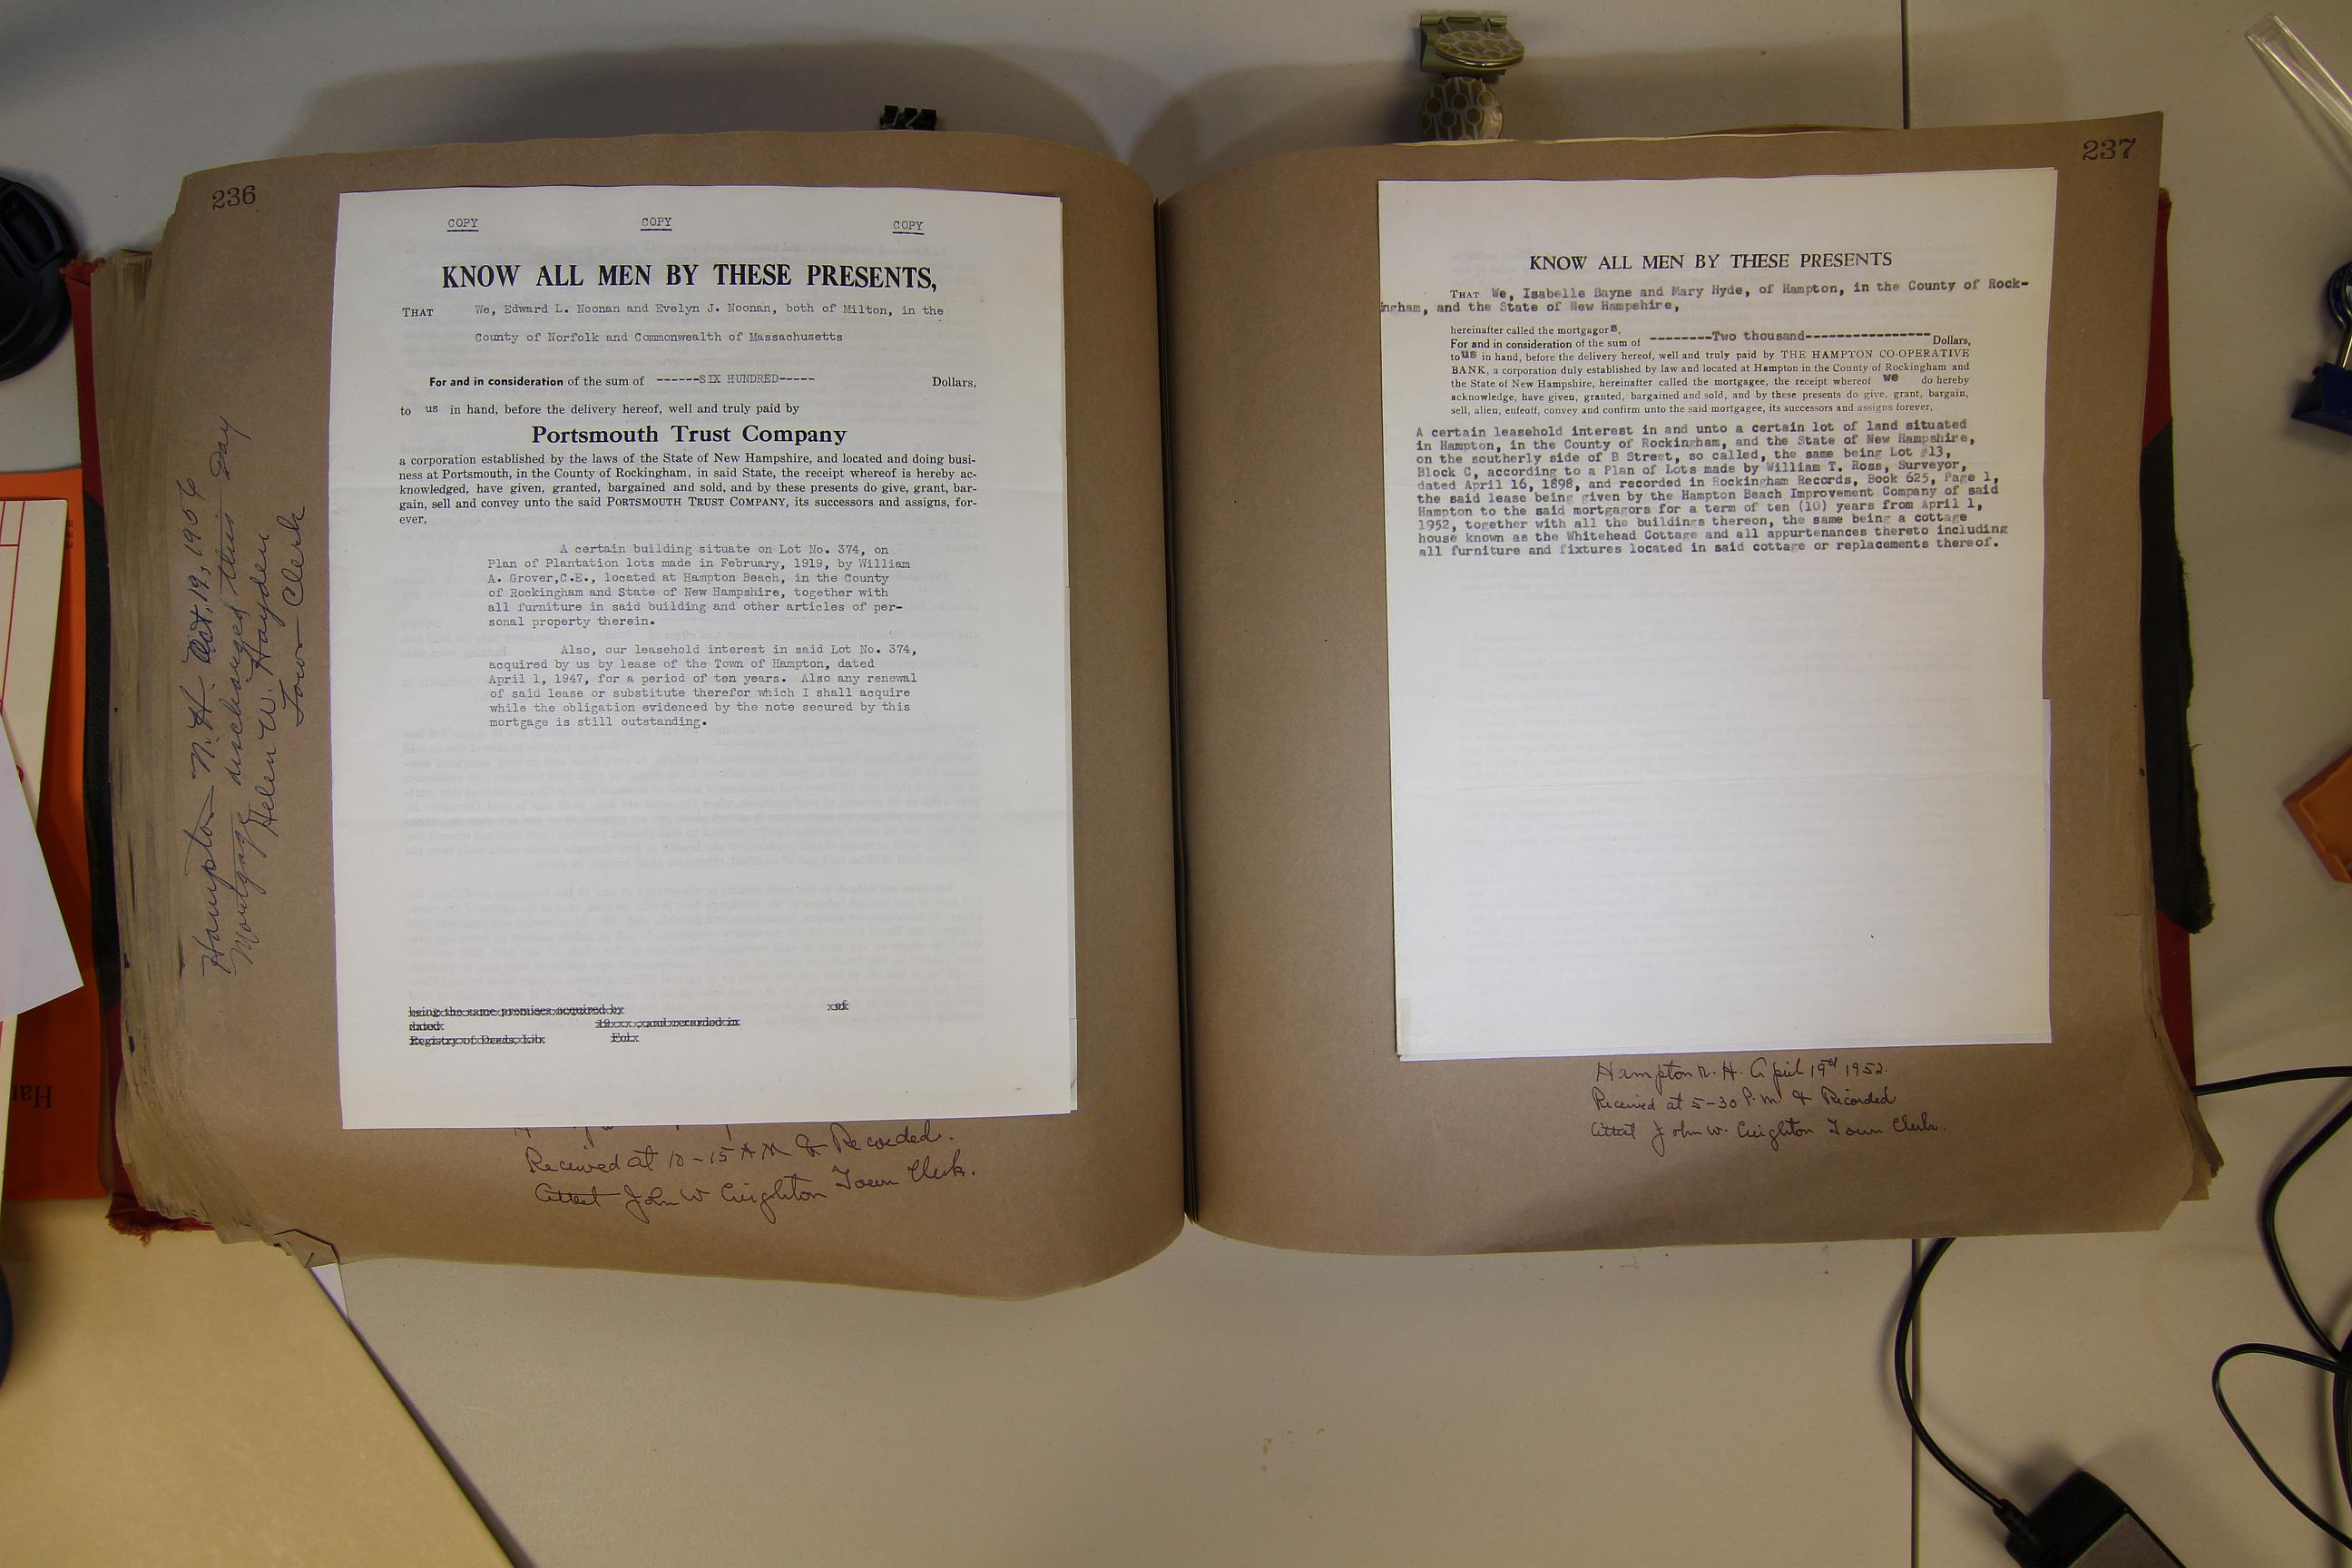 236
COPY COPY COPY
KNOW ALL MEN BY THESE PRESENTS,
THAT We, Edward L. Noonan and Evelyn J. Noonan, both of Milton, in the
County of Norfolk and Commonwealth of Massachusetts
For and in consideration of the sum of ------SIX HUNDRED----- Dollars,
to us in hand, before the delivery hereof, well and truly paid by
Portsmouth Trust Company
a corporation established by the laws of the State of New Hampshire, and located and doing busi-
ness at Portsmouth, in the County of Rockingham, in said State, the receipt whereof is hereby ac-
knowledged, have given, granted, bargained and sold, and by these presents do give, grant, bar-
gain, sell and convey unto the said PORTSMOUTH TRUST COMPANY, its successors and assigns, for-
ever,
A certain building situate on Lot No. 374, on
Plan of Plantation lots made in February, 1919, by William
A. Grover,C.E., located at Hampton Beach, in the County
of Rockingham and State of New Hampshire, together with
all furniture in said building and other articles of per-
sonal property therein.
Also, our leasehold interest in said Lot No. 374,
acquired by us by lease of the Town of Hampton, dated
April 1, 1947, for a period of ten years. Also any renewal
of said lease or substitute therefor which I shall acquire
while the obligation evidenced by the note secured by this
mortgage is still outstanding.
being the same premises acquired by of
dated 19 and recorded in
Registry of Deeds, Lib. Fol.
Received at 10-15 A M & Recorded.
Attest John W Creighton Town Clerk.
Hampton N. H. Oct. 19, 1956
Mortgage discharged this Day
Helen W. Hayden
Town Clerk
237
KNOW ALL MEN BY THESE PRESENTS
THAT We, Isabelle Bayne and Mary Hyde, of Hampton, in the County of Rock-
ingham, and the State of New Hampshire,
hereinafter called the mortgagors,
For and in consideration of the sum of --------Two thousand---------------- Dollars,
to us in hand, before the delivery hereof, well and truly paid by THE HAMPTON CO-OPERATIVE
BANK, a corporation duly established by law and located at Hampton in the County of Rockingham and
the State of New Hampshire, hereinafter called the mortgagee, the receipt whereof we do hereby
acknowledge, have given, granted, bargained and sold, and by these presents do give, grant, bargain,
sell, alien, enfeoff, convey and confirm unto the said mortgagee, its successors and assigns forever,
A certain leasehold interest in and unto a certain lot of land situated
in Hampton, in the County of Rockingham, and the State of New Hampshire,
on the southerly side of B Street, so called, the same being Lot #13,
Block C, according to a Plan of Lots made by William T. Ross, Surveyor,
dated April 16, 1898, and recorded in Rockingham Records, Book 625, Page 1,
the said lease being given by the Hampton Beach Improvement Company of said
Hampton to the said mortgagors for a term of ten (10) years from April 1,
1952, together with all the buildings thereon, the same being a cottage
house known as the Whitehead Cottage and all appurtenances thereto including
all furniture and fixtures located in said cottage or replacements thereof.
Hampton N. H. April 19th 1952.
Received at 5-30 P. M. & Recorded
Attest John W. Creighton Town Clerk.